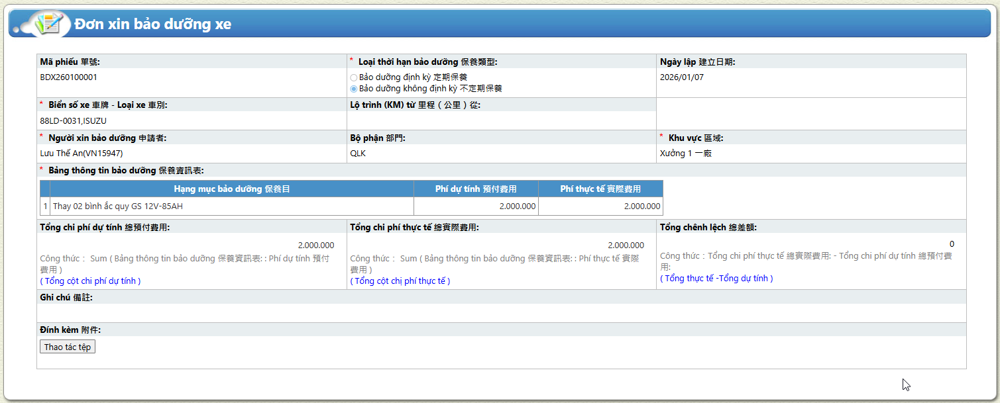 Đơn xin bảo dưỡng xe
Mã phiếu 單號:
* Loại thời hạn bảo dưỡng 保養類型:
Ngày lập 建立日期:
BDX260100001
Bảo dưỡng định kỳ 定期保養
Bảo dưỡng không định kỳ 不定期保養
2026/01/07
* Biển số xe 車牌 - Loại xe 車別:
Lộ trình (KM) từ 里程（公里）從:
88LD-0031,ISUZU
* Người xin bảo dưỡng 申請者:
Bộ phận 部門:
* Khu vực 區域:
Lưu Thế An(VN15947)
QLK
Xưởng 1 一廠
* Bảng thông tin bảo dưỡng 保養資訊表:
Hạng mục bảo dưỡng 保養目
Phí dự tính 預付費用
Phí thực tế 實際費用
1 Thay 02 bình ắc quy GS 12V-85AH
2.000.000
2.000.000
Tổng chi phí dự tính 總預付費用:
Tổng chi phí thực tế 總實際費用:
Tổng chênh lệch 總差額:
2.000.000
Công thức： Sum ( Bảng thông tin bảo dưỡng 保養資訊表: : Phí dự tính 預付
費用 )
( Tổng cột chi phí dự tính )
2.000.000
Công thức： Sum ( Bảng thông tin bảo dưỡng 保養資訊表: : Phí thực tế 實際
費用 )
( Tổng cột chị phí thực tế )
0
Công thức：Tổng chi phí thực tế 總實際費用: - Tổng chi phí dự tính 總預付費
用:
( Tổng thực tế -Tổng dự tính )
Ghi chú 備註:
Đính kèm 附件:
Thao tác tệp